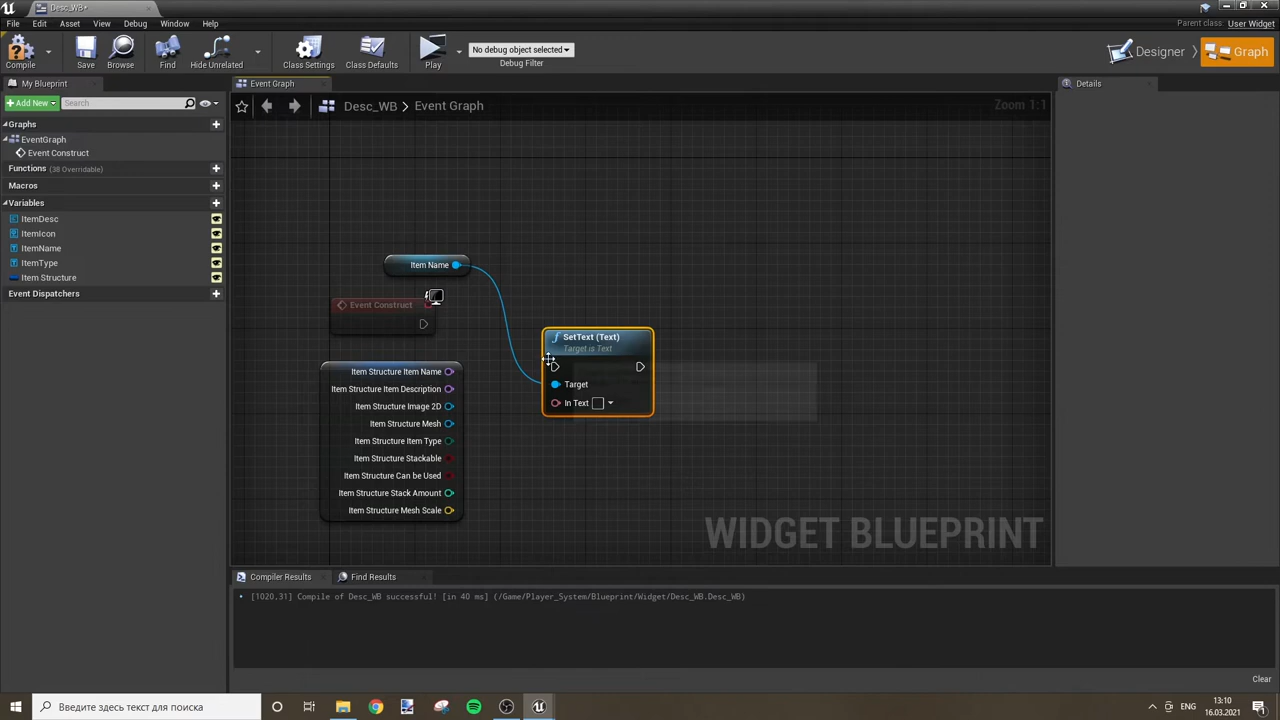 Desc_WB*
File Edit Asset View Debug Window Help
Parent class: User Widget
Compile Save Browse Find Hide Unrelated Class Settings Class Defaults Play
No debug object selected
Debug Filter
Designer Graph
My Blueprint
Event Graph
Details
Add New Search
Desc_WB > Event Graph
Zoom 1:1
Graphs
EventGraph
Event Construct
Functions (38 Overridable)
Macros
Variables
ItemDesc
ItemIcon
ItemName
ItemType
Item Structure
Event Dispatchers
Item Name
Event Construct
SetText (Text)
Target is Text
Target
In Text
Item Structure Item Name
Item Structure Item Description
Item Structure Image 2D
Item Structure Mesh
Item Structure Item Type
Item Structure Stackable
Item Structure Can be Used
Item Structure Stack Amount
Item Structure Mesh Scale
WIDGET BLUEPRINT
Compiler Results Find Results
[1020,31] Compile of Desc_WB successful! [in 40 ms] (/Game/Player_System/Blueprint/Widget/Desc_WB.Desc_WB)
Clear
Введите здесь текст для поиска
ENG
13:10
16.03.2021
1